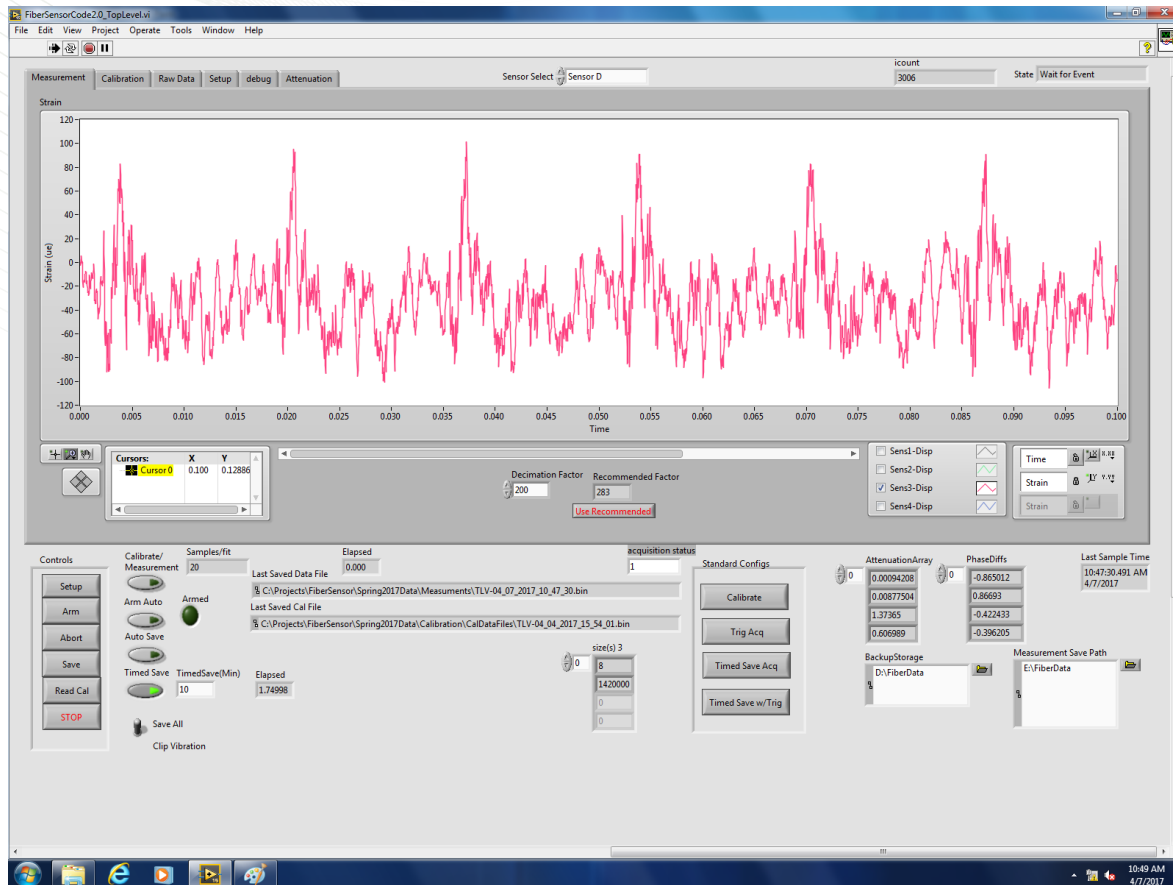 FiberSensorCode2.0_TopLevel.vi
File Edit View Project Operate Tools Window Help
Measurement Calibration Raw Data Setup debug Attenuation
Sensor Select Sensor D
icount
3006
State Wait for Event
Strain
120
100
80
60
40
20
0
-20
-40
-60
-80
-100
-120
Strain (ue)
0.000 0.005 0.010 0.015 0.020 0.025 0.030 0.035 0.040 0.045 0.050 0.055 0.060 0.065 0.070 0.075 0.080 0.085 0.090 0.095 0.100
Time
Cursors: X Y
Cursor 0 0.100 0.12886
Decimation Factor
200
Recommended Factor
283
Use Recommended!
Sens1-Disp
Sens2-Disp
Sens3-Disp
Sens4-Disp
Time
Strain
Strain
Controls
Setup
Arm
Abort
Save
Read Cal
STOP
Calibrate/
Measurement
Arm Auto
Armed
Auto Save
Timed Save
TimedSave(Min)
10
Elapsed
1.74998
Save All
Clip Vibration
Samples/fit
20
Elapsed
0.000
Last Saved Data File
C:\Projects\FiberSensor\Spring2017Data\Measuments\TLV-04_07_2017_10_47_30.bin
Last Saved Cal File
C:\Projects\FiberSensor\Spring2017Data\Calibration\CalDataFiles\TLV-04_04_2017_15_54_01.bin
acquisition status
1
size(s) 3
0
8
1420000
0
0
Standard Configs
Calibrate
Trig Acq
Timed Save Acq
Timed Save w/Trig
AttenuationArray
0
0.00094208
0.00877504
1.37365
0.606989
PhaseDiffs
0
-0.865012
0.86693
-0.422433
-0.396205
Last Sample Time
10:47:30.491 AM
4/7/2017
BackupStorage
D:\FiberData
Measurement Save Path
E:\FiberData
10:49 AM
4/7/2017